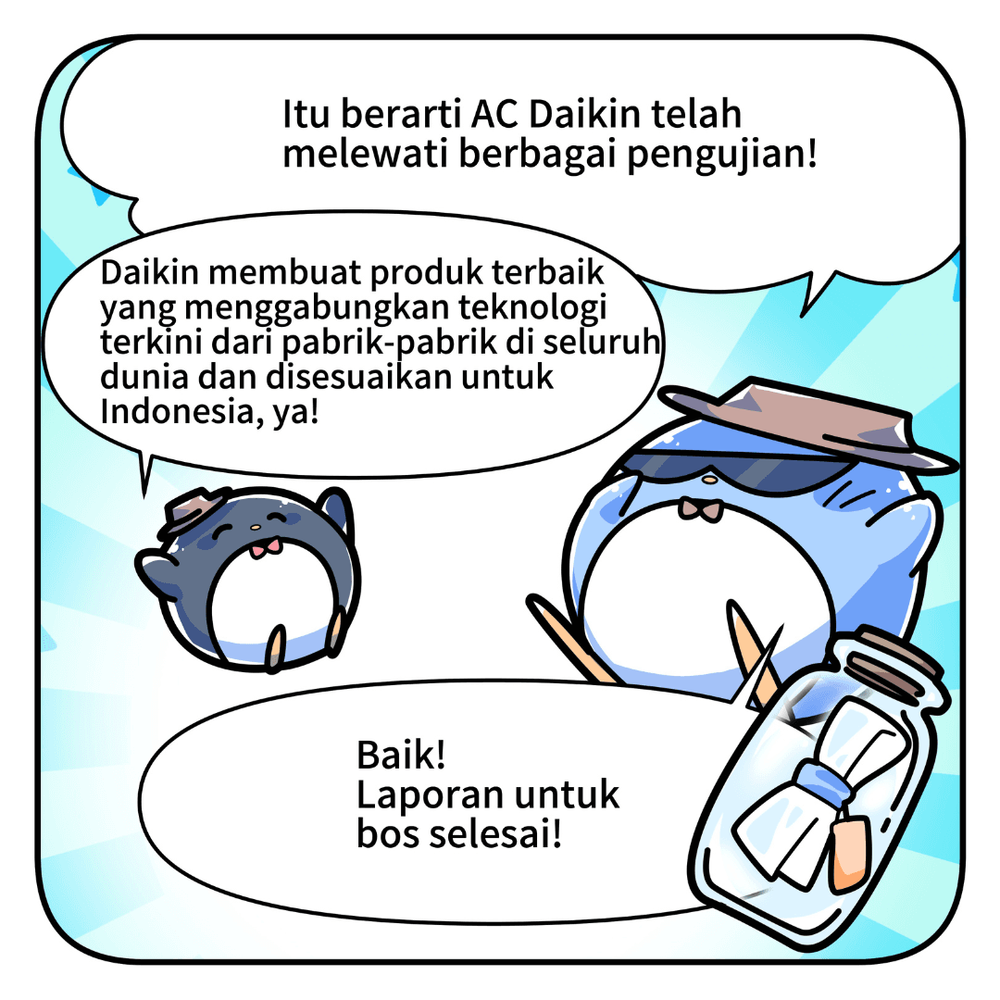 Itu berarti AC Daikin telah
melewati berbagai pengujian!
Daikin membuat produk terbaik
yang menggabungkan teknologi
terkini dari pabrik-pabrik di seluruh
dunia dan disesuaikan untuk
Indonesia, ya!
Baik!
Laporan untuk
bos selesai!